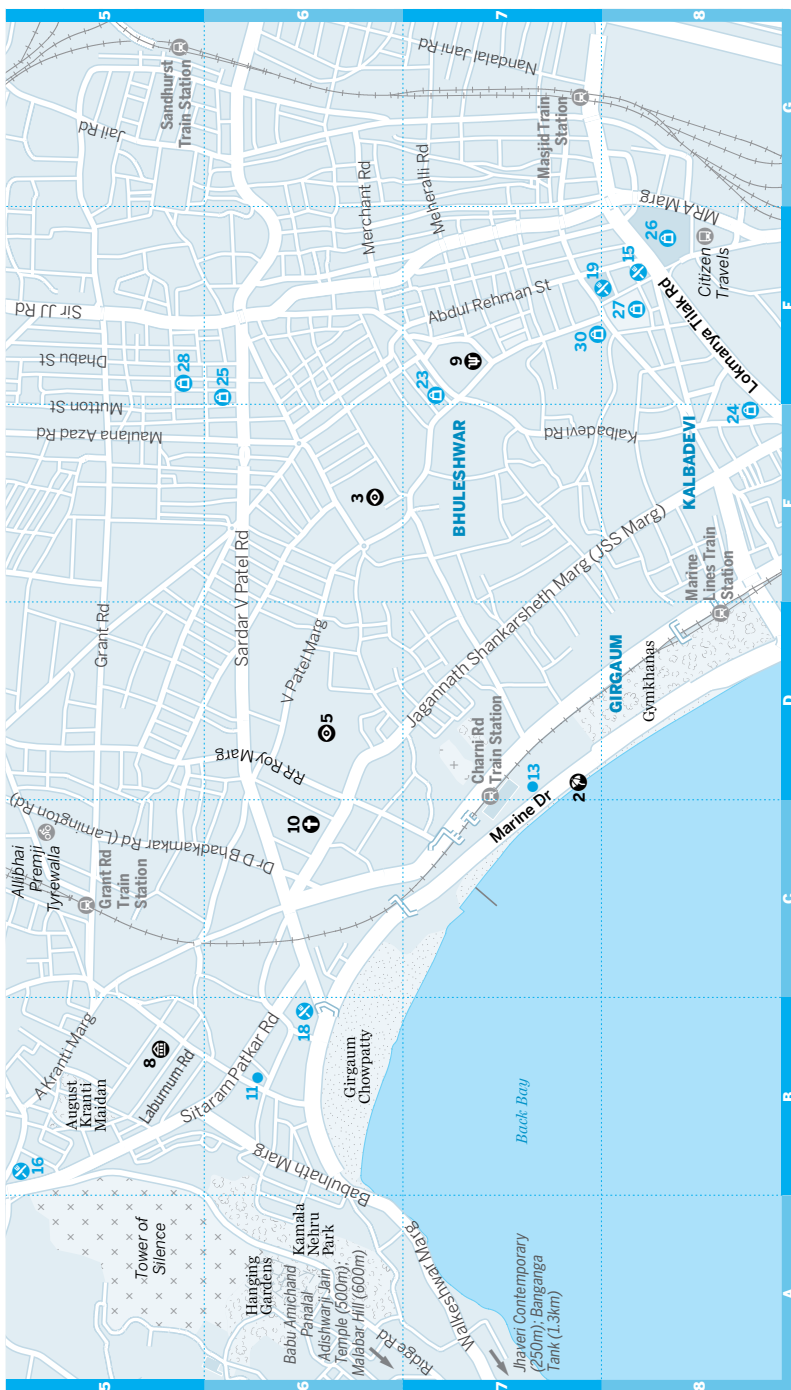 5
6
7
8
5
6
7
8
A
B
C
D
E
F
G
Sandhurst
Train Station
Jail Rd
Nandalal Jani Rd
Masjid Train
Station
Merchant Rd
Memeralli Rd
MRA Marg
26
15
Citizen
Travels
19
27
30
Lokmanya Tilak Rd
Abdul Rehman St
Sir JJ Rd
Dhabu St
28
25
Mutton St
Maulana Azad Rd
9
23
24
Kalbadevi Rd
KALBADEVI
BHULESHWAR
3
Grant Rd
Sardar V Patel Rd
V Patel Marg
Jagannath Shankarsheth Marg (JSS Marg)
Marine
Lines Train
Station
GIRGAUM
Gymkhanas
5
RR Roy Marg
Charni Rd
Train Station
13
2
Marine Dr
10
Dr D Bhadkamkar Rd (Lamington Rd)
Allibhai
Premji
Tyrewalla
Grant Rd
Train
Station
A Kranti Marg
August
Kranti
Maidan
8
Laburnum Rd
Sitaram Patkar Rd
18
11
Girgaum
Chowpatty
Back Bay
16
Babulnath Marg
Tower of
Silence
Hanging
Gardens
Kamala
Nehru
Park
Babu Amichand
Panalal
Adishwarji Jain
Temple (500m);
Malabar Hill (600m)
Ridge Rd
Walkeshwar Marg
Jhaveri Contemporary
(250m); Banganga
Tank (1.3km)